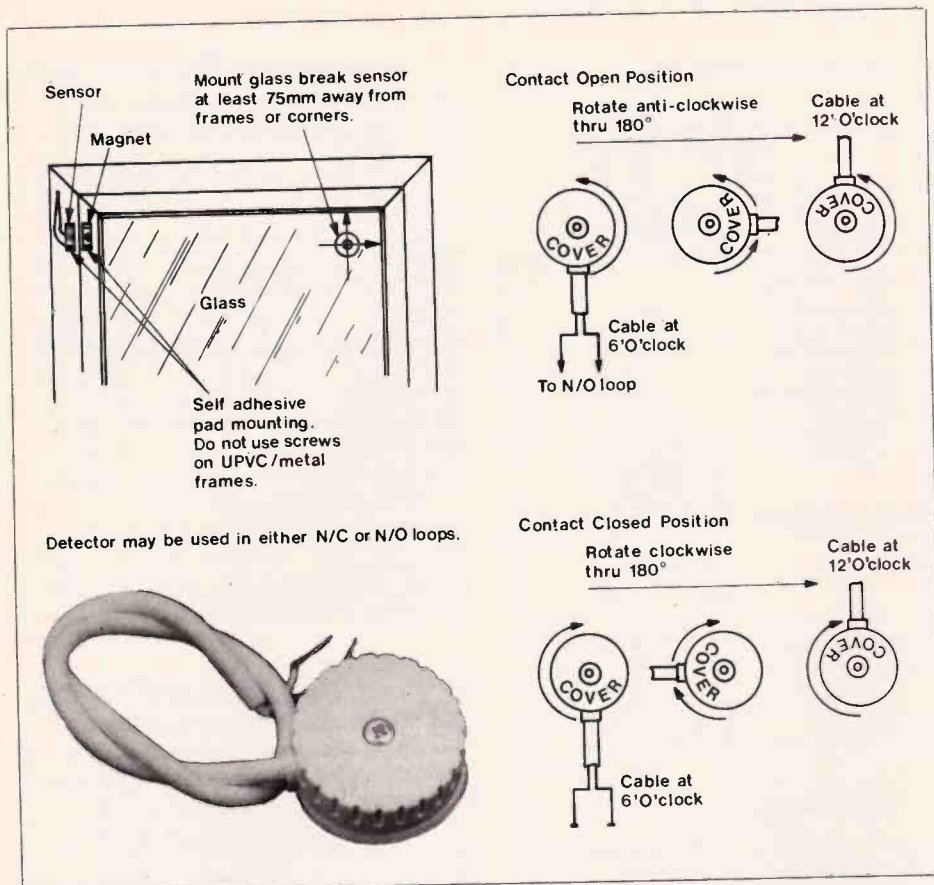 Sensor
Magnet
Mount glass break sensor
at least 75mm away from
frames or corners.
Glass
Self adhesive
pad mounting.
Do not use screws
on UPVC/metal
frames.
Contact Open Position
Rotate anti-clockwise
thru 180°
Cable at
12'O'clock
COVER
COVER
COVER
Cable at
6'O'clock
To N/O loop
Detector may be used in either N/C or N/O loops.
Contact Closed Position
Rotate clockwise
thru 180°
Cable at
12'O'clock
COVER
COVER
COVER
Cable at
6'O'clock